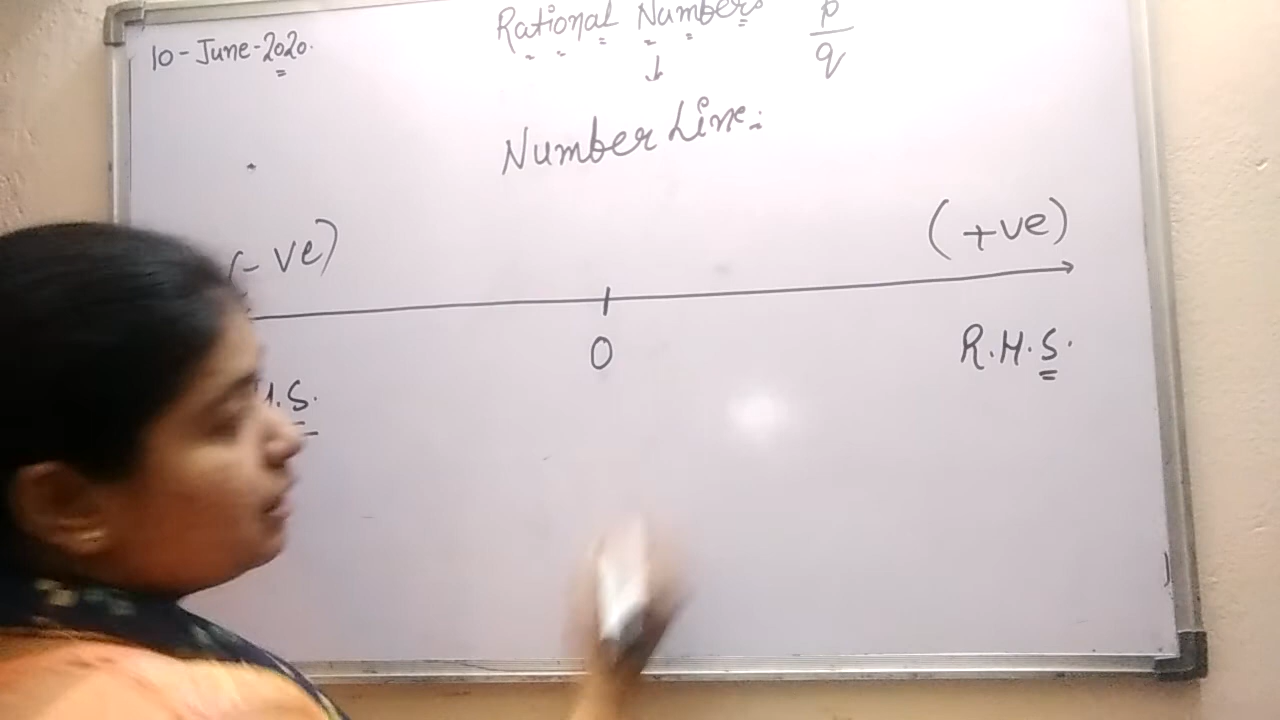 10-June-2020.
Rational Numbers p/q
Number Line:
(-ve) (+ve)
0
R.H.S.
.S.